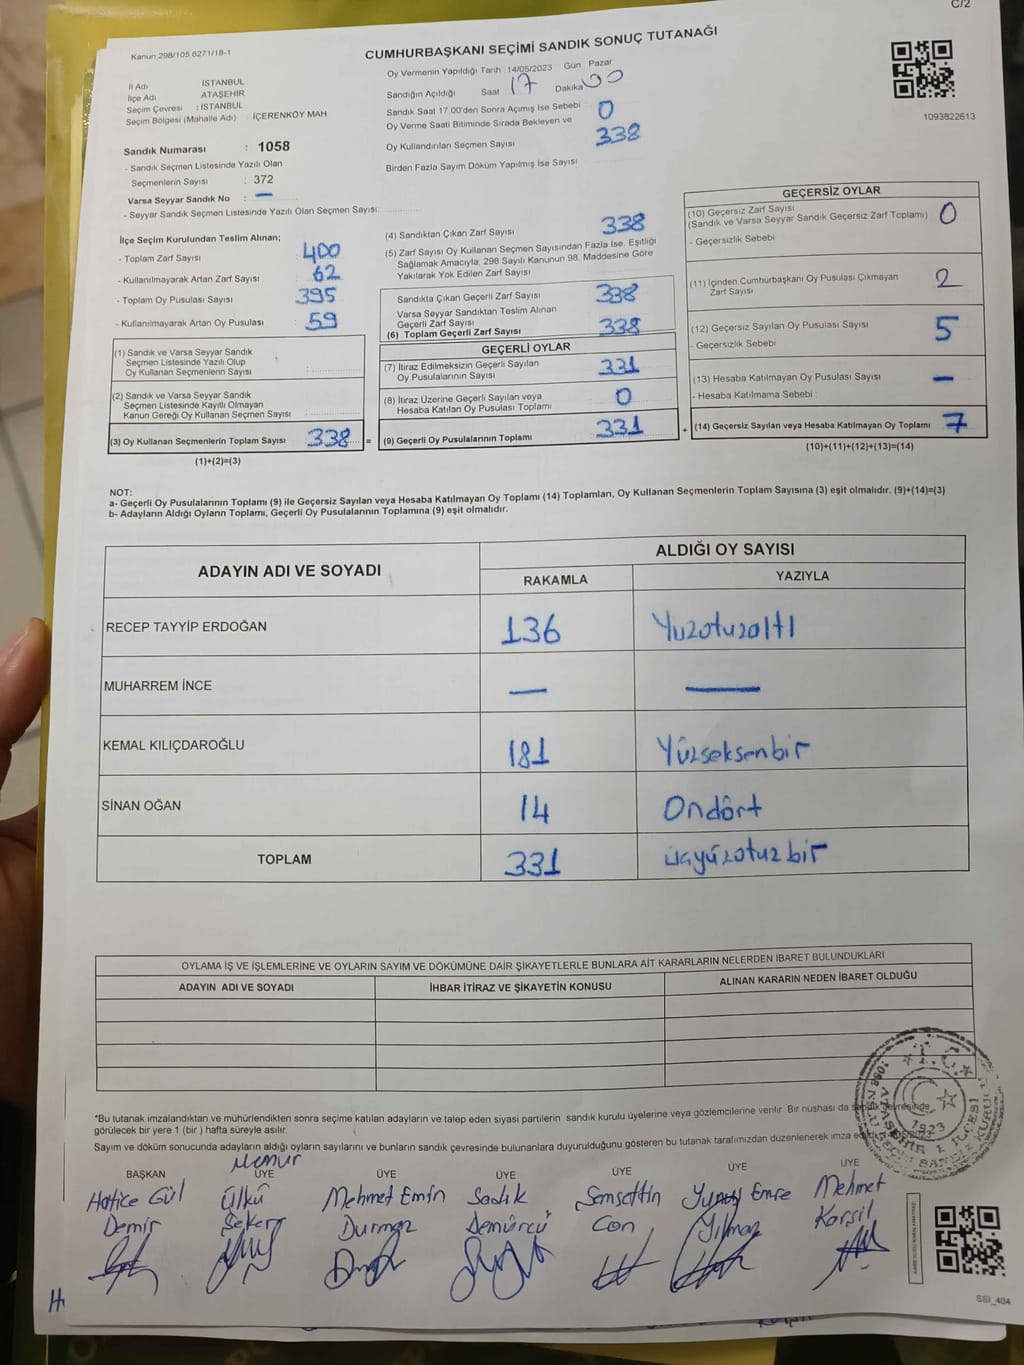 C/2
Kanun:298/105.6271/18-1
CUMHURBAŞKANI SEÇİMİ SANDIK SONUÇ TUTANAĞI
İl Adı İSTANBUL
İlçe Adı ATAŞEHİR
Seçim Çevresi : İSTANBUL
Seçim Bölgesi (Mahalle Adı) : İÇERENKÖY MAH
Sandık Numarası : 1058
- Sandık Seçmen Listesinde Yazılı Olan
Seçmenlerin Sayısı : 372
Varsa Seyyar Sandık No : —
- Seyyar Sandık Seçmen Listesinde Yazılı Olan Seçmen Sayısı:
Oy Vermenin Yapıldığı Tarih 14/05/2023 Gün Pazar
Sandığın Açıldığı Saat 17 Dakika 00
Sandık Saat 17.00'den Sonra Açımış İse Sebebi
Oy Verme Saati Bitiminde Sırada Bekleyen ve 0
Oy Kullandırılan Seçmen Sayısı 338
Birden Fazla Sayım Döküm Yapılmış İse Sayısı
1093822613
İlçe Seçim Kurulundan Teslim Alınan;
- Toplam Zarf Sayısı 400
- Kullanılmayarak Artan Zarf Sayısı 62
- Toplam Oy Pusulası Sayısı 395
- Kullanılmayarak Artan Oy Pusulası 59
(1) Sandık ve Varsa Seyyar Sandık
Seçmen Listesinde Yazılı Olup
Oy Kullanan Seçmenlerin Sayısı :
(2) Sandık ve Varsa Seyyar Sandık
Seçmen Listesinde Kayıtlı Olmayan
Kanun Gereği Oy Kullanan Seçmen Sayısı :
(3) Oy Kullanan Seçmenlerin Toplam Sayısı : 338 =
(1)+(2)=(3)
(4) Sandıktan Çıkan Zarf Sayısı 338
(5) Zarf Sayısı Oy Kullanan Seçmen Sayısından Fazla İse, Eşitliği
Sağlamak Amacıyla; 298 Sayılı Kanunun 98. Maddesine Göre
Yakılarak Yok Edilen Zarf Sayısı
Sandıkta Çıkan Geçerli Zarf Sayısı 338
Varsa Seyyar Sandıktan Teslim Alınan
Geçerli Zarf Sayısı
(6) Toplam Geçerli Zarf Sayısı 338
GEÇERLİ OYLAR
(7) İtiraz Edilmeksizin Geçerli Sayılan
Oy Pusulalarının Sayısı 331
(8) İtiraz Üzerine Geçerli Sayılan veya
Hesaba Katılan Oy Pusulası Toplamı 0
(9) Geçerli Oy Pusulalarının Toplamı 331 +
GEÇERSİZ OYLAR
(10) Geçersiz Zarf Sayısı
(Sandık ve Varsa Seyyar Sandık Geçersiz Zarf Toplamı) 0
- Geçersizlik Sebebi
(11) İçinden Cumhurbaşkanı Oy Pusulası Çıkmayan
Zarf Sayısı 2
(12) Geçersiz Sayılan Oy Pusulası Sayısı 5
- Geçersizlik Sebebi
(13) Hesaba Katılmayan Oy Pusulası Sayısı —
- Hesaba Katılmama Sebebi :
(14) Geçersiz Sayılan veya Hesaba Katılmayan Oy Toplamı 7
(10)+(11)+(12)+(13)=(14)
NOT:
a- Geçerli Oy Pusulalarının Toplamı (9) ile Geçersiz Sayılan veya Hesaba Katılmayan Oy Toplamı (14) Toplamları, Oy Kullanan Seçmenlerin Toplam Sayısına (3) eşit olmalıdır. (9)+(14)=(3)
b- Adayların Aldığı Oyların Toplamı, Geçerli Oy Pusulalarının Toplamına (9) eşit olmalıdır.
ADAYIN ADI VE SOYADI ALDIĞI OY SAYISI
RAKAMLA YAZIYLA
RECEP TAYYİP ERDOĞAN 136 Yüzotuzaltı
MUHARREM İNCE — —
KEMAL KILIÇDAROĞLU 181 Yüzseksenbir
SİNAN OĞAN 14 Ondört
TOPLAM 331 üçyüzotuzbir
OYLAMA İŞ VE İŞLEMLERİNE VE OYLARIN SAYIM VE DÖKÜMÜNE DAİR ŞİKAYETLERLE BUNLARA AİT KARARLARIN NELERDEN İBARET BULUNDUKLARI
ADAYIN ADI VE SOYADI İHBAR İTİRAZ VE ŞİKAYETİN KONUSU ALINAN KARARIN NEDEN İBARET OLDUĞU
*Bu tutanak imzalandıktan ve mühürlendikten sonra seçime katılan adayların ve talep eden siyasi partilerin sandık kurulu üyelerine veya gözlemcilerine verilir. Bir nüshası da sandık çevresinde
görülecek bir yere 1 (bir ) hafta süreyle asılır.
Sayım ve döküm sonucunda adayların aldığı oyların sayılarını ve bunların sandık çevresinde bulunanlara duyurulduğunu gösteren bu tutanak tarafımızdan düzenlenerek imza
T.C.
1923
Memur
BAŞKAN ÜYE ÜYE ÜYE ÜYE ÜYE ÜYE
Hatice Gül Ülkü Mehmet Emin Sadık Şemsettin Yunus Emre Mehmet
Demir Şeker Durmaz Demürcü Can Yılmaz Karşil
SSİ_404